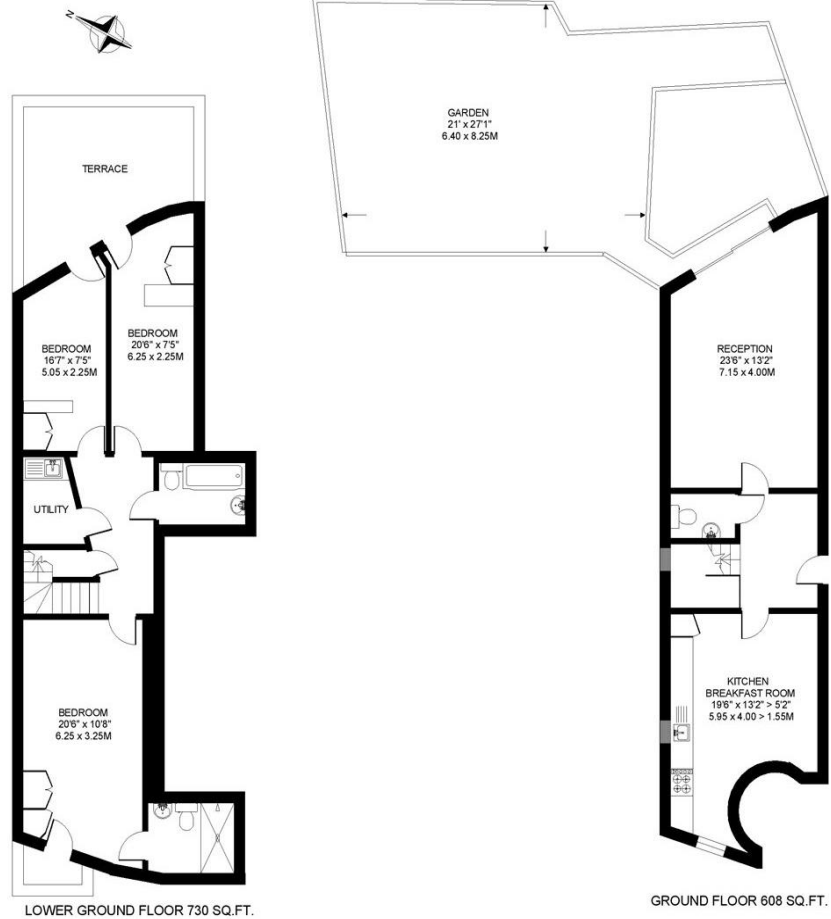 N
TERRACE
GARDEN
21' x 27'1"
6.40 x 8.25M
BEDROOM
16'7" x 7'5"
5.05 x 2.25M
BEDROOM
20'6" x 7'5"
6.25 x 2.25M
UTILITY
BEDROOM
20'6" x 10'8"
6.25 x 3.25M
RECEPTION
23'6" x 13'2"
7.15 x 4.00M
KITCHEN
BREAKFAST ROOM
19'6" x 13'2" > 5'2"
5.95 x 4.00 > 1.55M
LOWER GROUND FLOOR 730 SQ.FT.
GROUND FLOOR 608 SQ.FT.